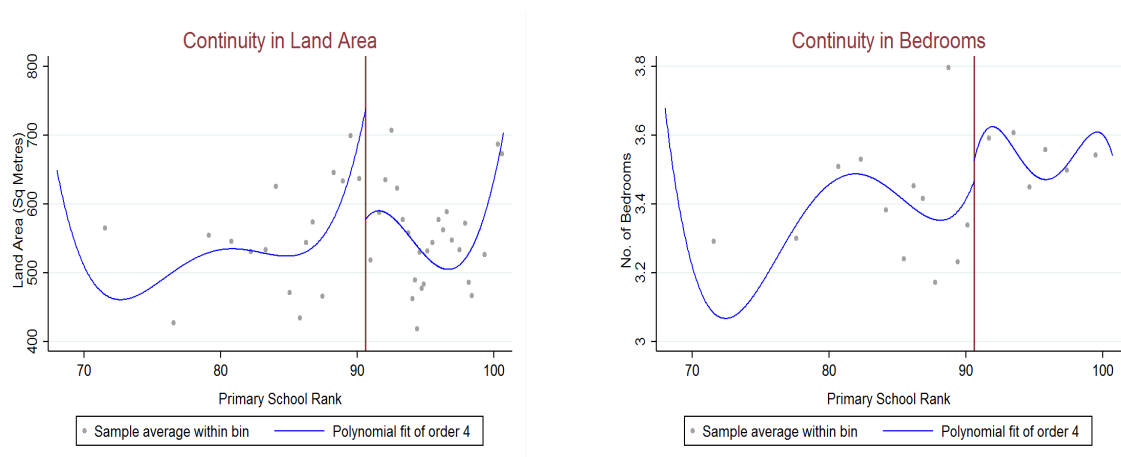 Continuity in Land Area
Land Area (Sq Metres)
800
700
600
500
400
70 80 90 100
Primary School Rank
Sample average within bin Polynomial fit of order 4
Continuity in Bedrooms
No. of Bedrooms
3.8
3.6
3.4
3.2
3
70 80 90 100
Primary School Rank
Sample average within bin Polynomial fit of order 4